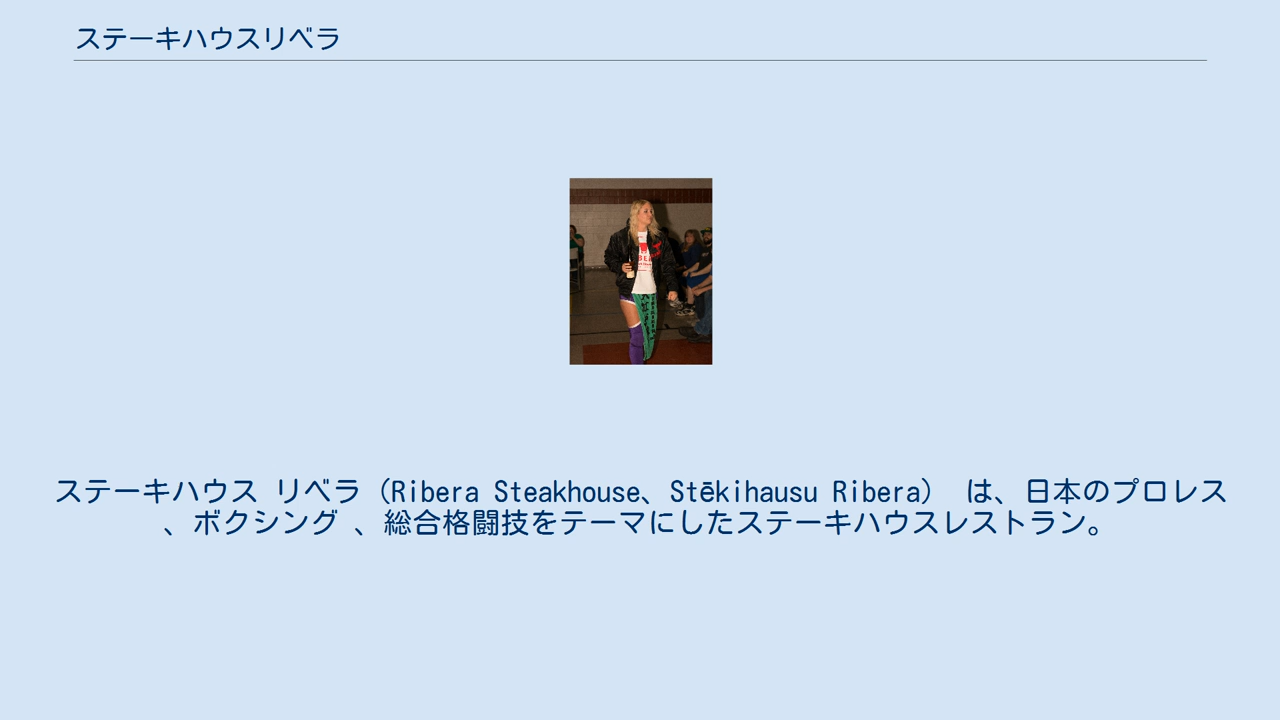 ステーキハウスリベラ
ステーキハウス リベラ（Ribera Steakhouse、Stēkihausu Ribera） は、日本のプロレス
、ボクシング 、総合格闘技をテーマにしたステーキハウスレストラン。